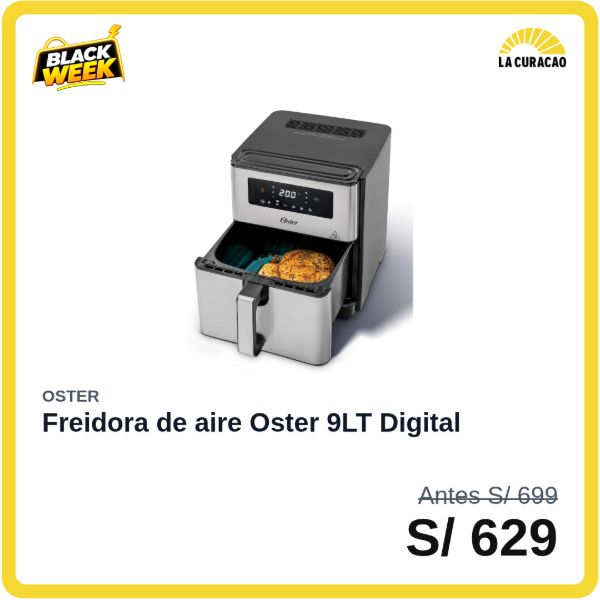 BLACK
WEEK
LA CURACAO
200
Oster
OSTER
Freidora de aire Oster 9LT Digital
Antes S/ 699
S/ 629